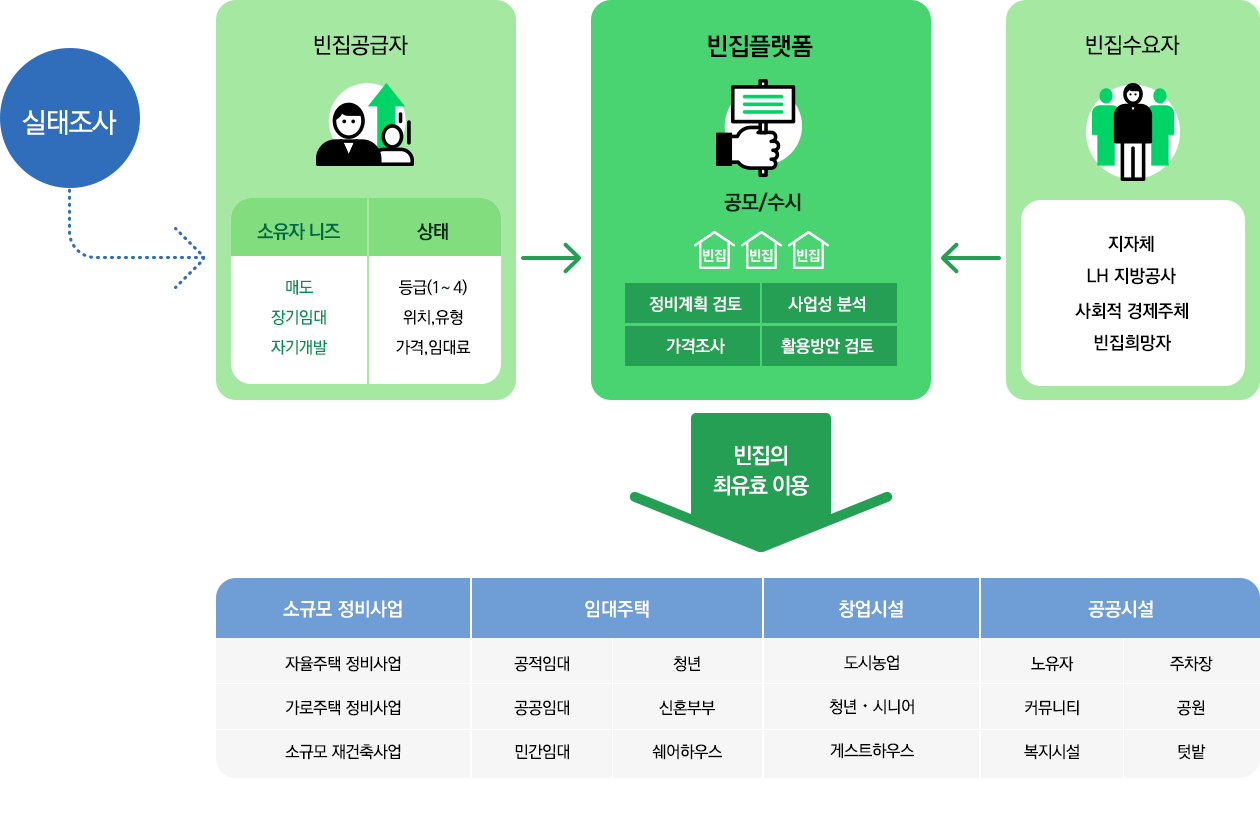 실태조사
빈집공급자
소유자 니즈 상태
매도 등급(1~4)
장기임대 위치,유형
자기개발 가격,임대료
빈집플랫폼
공모/수시
빈집 빈집 빈집
정비계획 검토 사업성 분석
가격조사 활용방안 검토
빈집수요자
지자체
LH 지방공사
사회적 경제주체
빈집희망자
빈집의
최유효 이용
소규모 정비사업 임대주택 창업시설 공공시설
자율주택 정비사업 공적임대 청년 도시농업 노유자 주차장
가로주택 정비사업 공공임대 신혼부부 청년·시니어 커뮤니티 공원
소규모 재건축사업 민간임대 쉐어하우스 게스트하우스 복지시설 텃밭